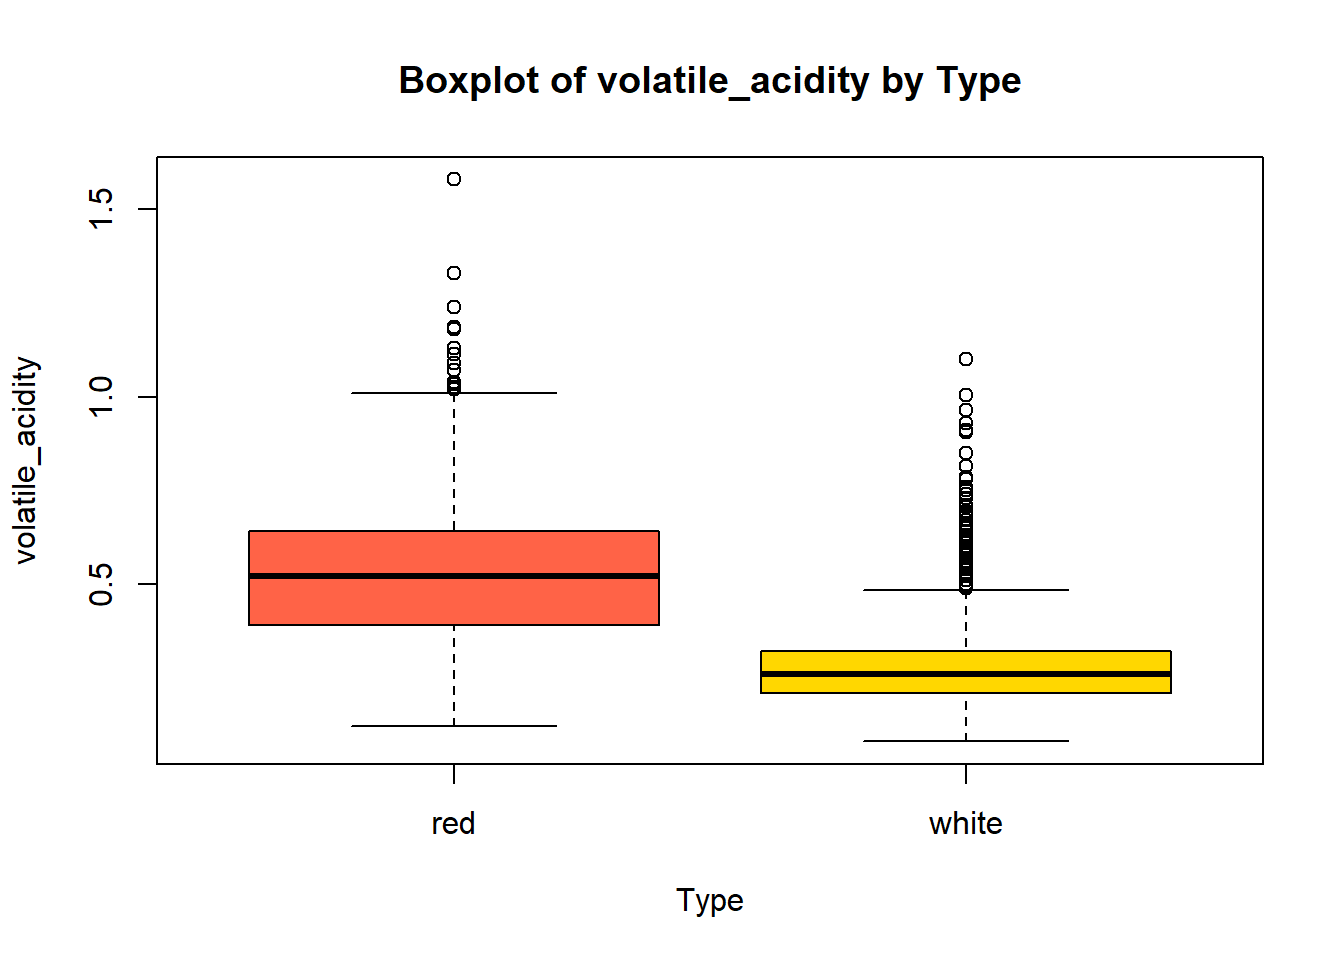 Boxplot of volatile_acidity by Type
volatile_acidity
1.5
1.0
0.5
red
white
Type